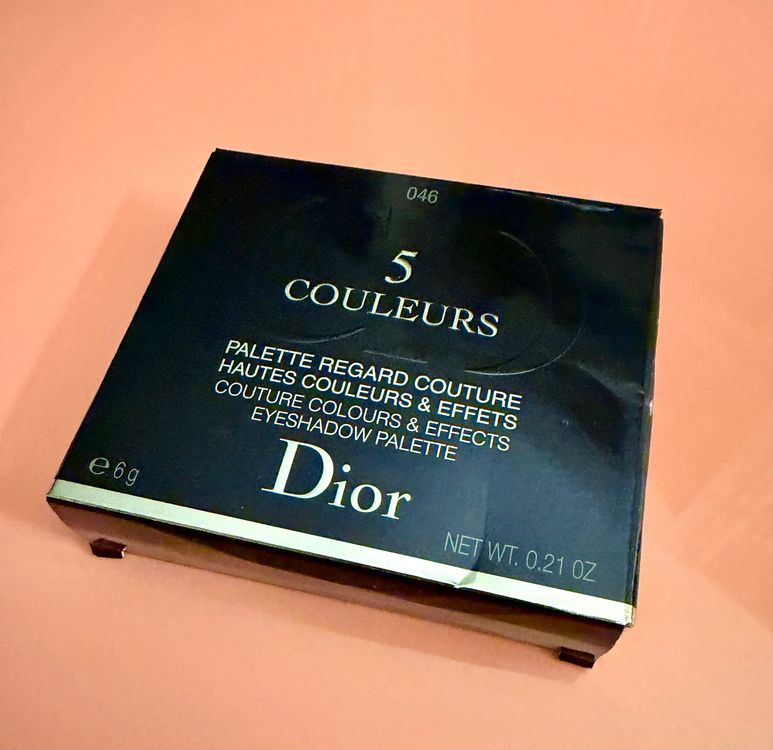 046
5
COULEURS
PALETTE REGARD COUTURE
HAUTES COULEURS & EFFETS
COUTURE COLOURS & EFFECTS
EYESHADOW PALETTE
Dior
℮ 6 g
NET WT. 0.21 OZ